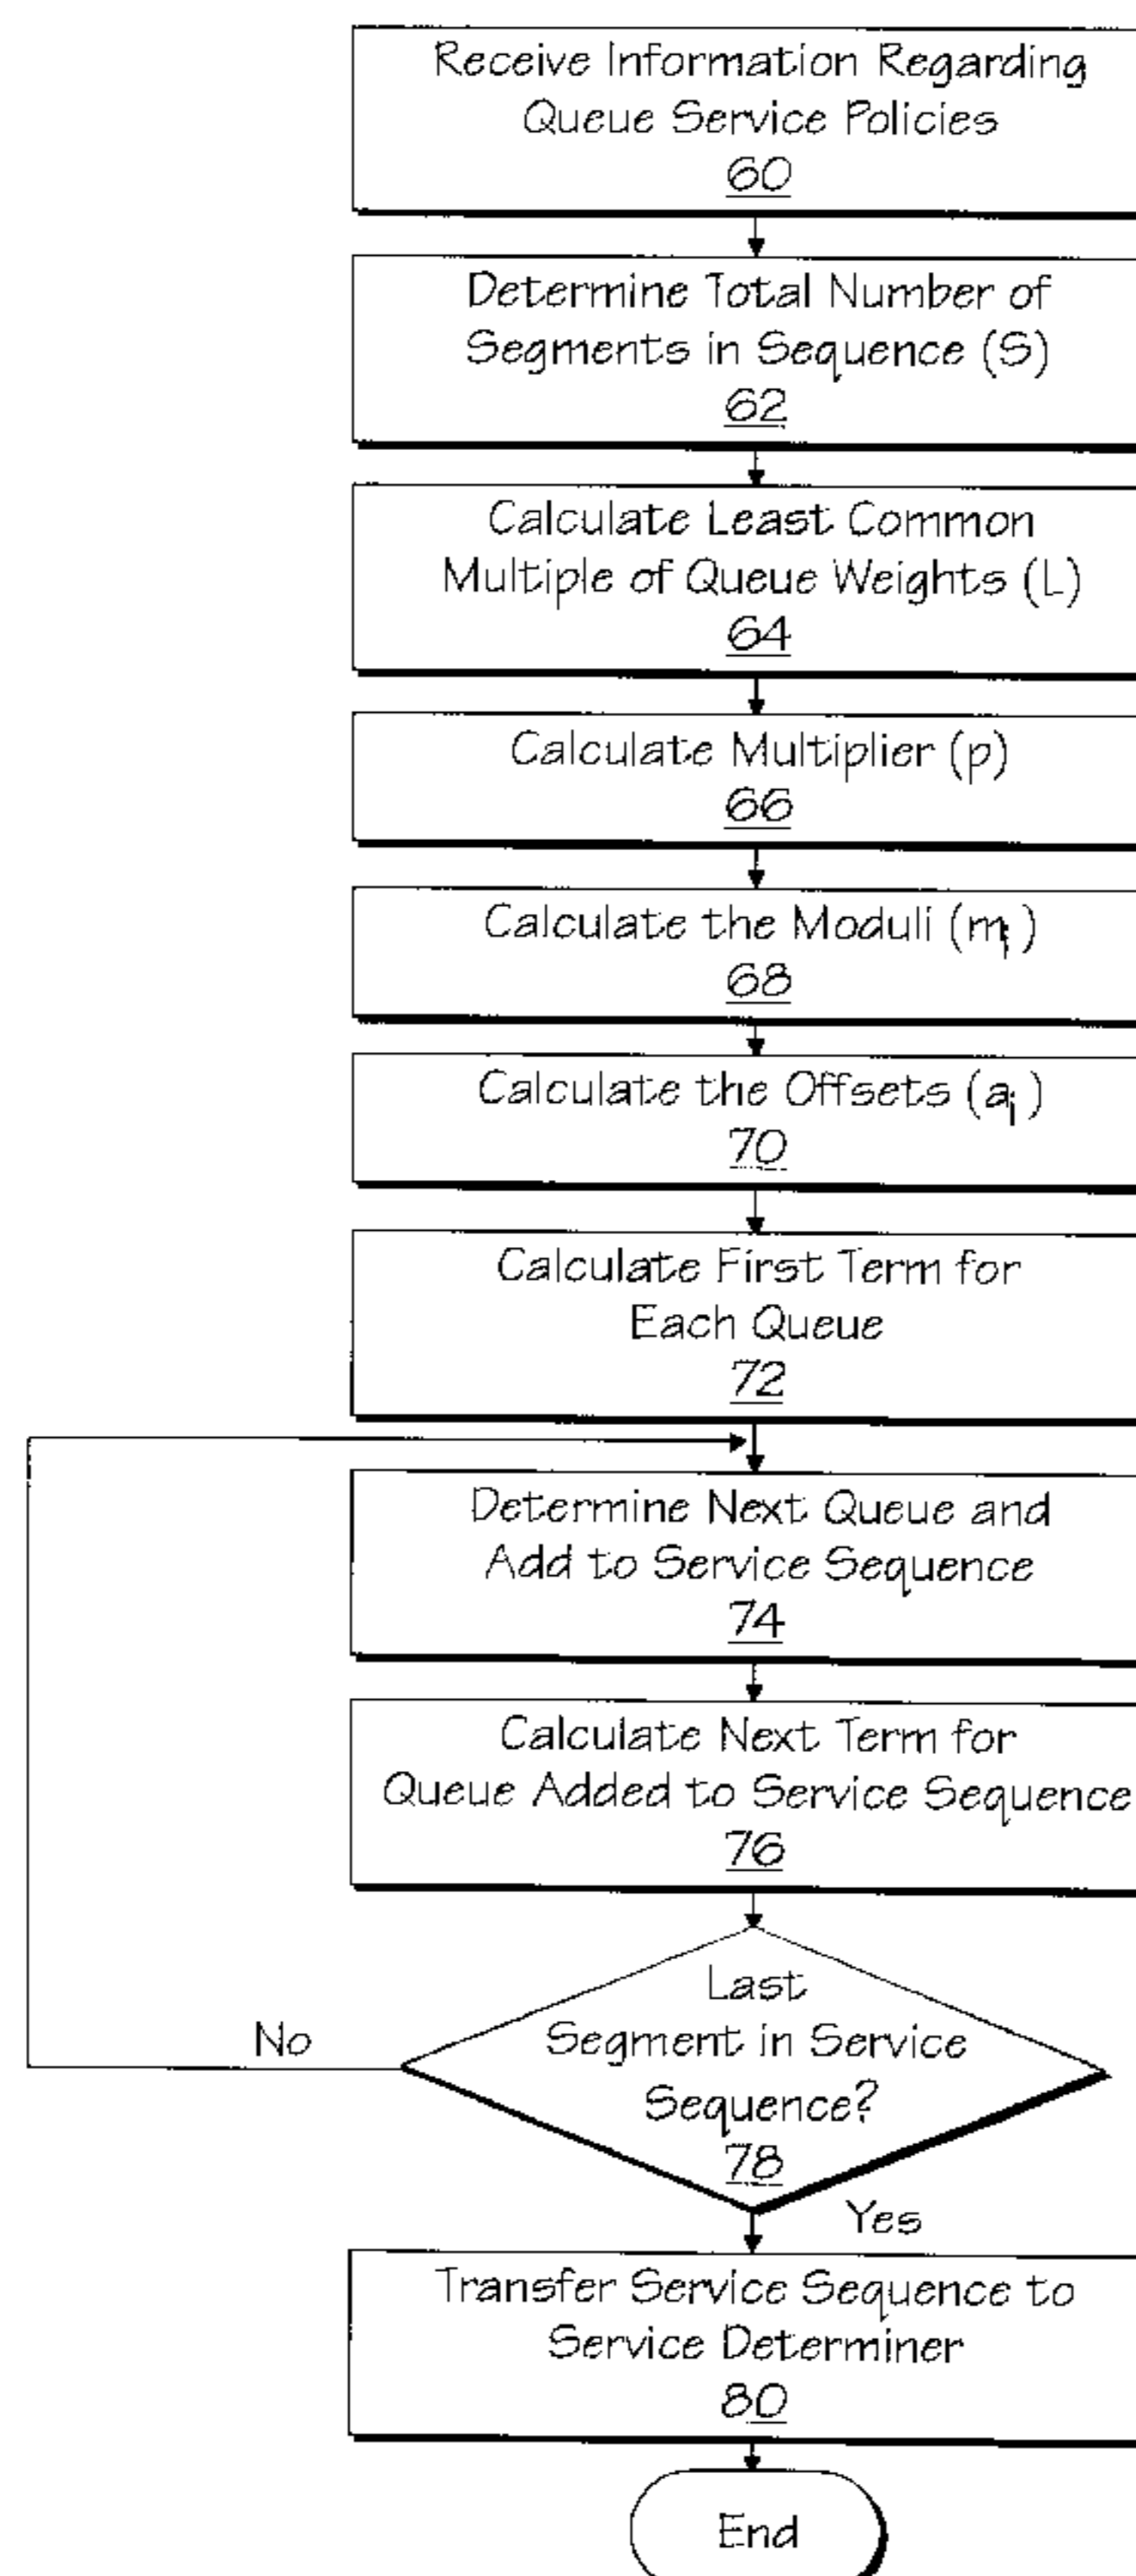 Receive Information Regarding
Queue Service Policies
60
Determine Total Number of
Segments in Sequence (S)
62
Calculate Least Common
Multiple of Queue Weights (L)
64
Calculate Multiplier (p)
66
Calculate the Moduli (mi)
68
Calculate the Offsets (ai)
70
Calculate First Term for
Each Queue
72
Determine Next Queue and
Add to Service Sequence
74
Calculate Next Term for
Queue Added to Service Sequence
76
Last
Segment in Service
Sequence?
78
No
Yes
Transfer Service Sequence to
Service Determiner
80
End